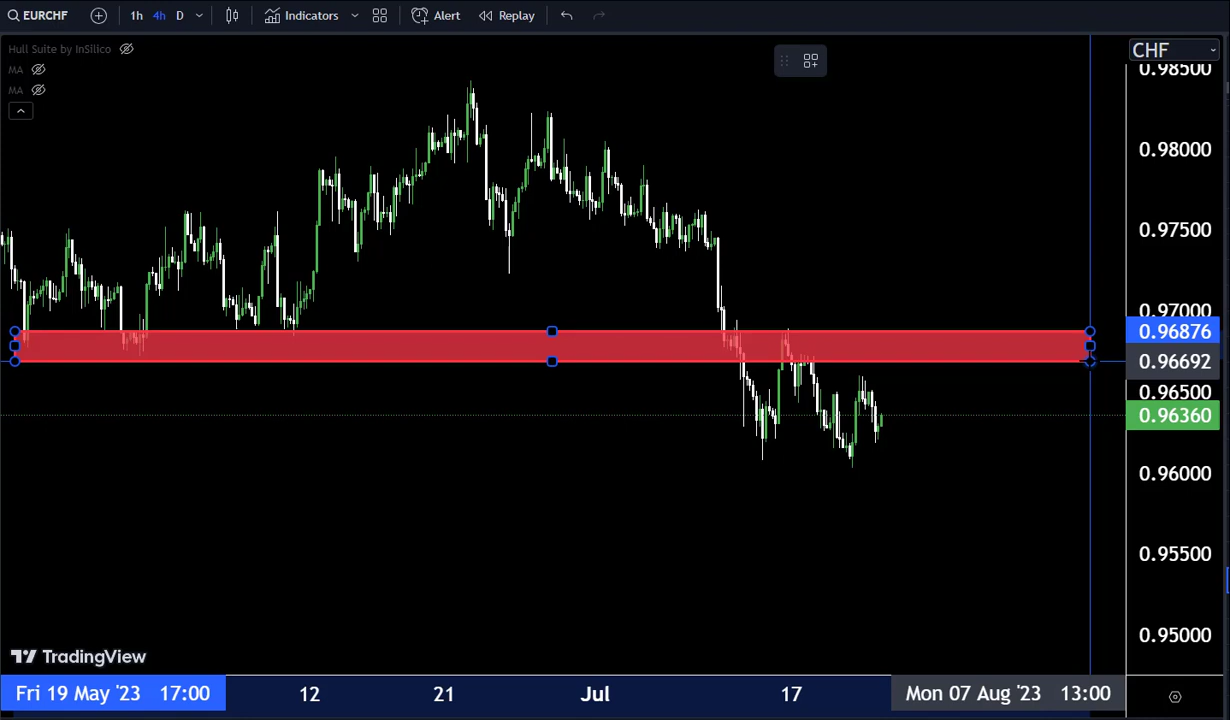 EURCHF 1h 4h D Indicators Alert Replay
Hull Suite by InSilico
MA
MA
CHF
0.98500
0.98000
0.97500
0.97000
0.96876
0.96692
0.96500
0.96360
0.96000
0.95500
0.95000
TradingView
Fri 19 May '23 17:00 12 21 Jul 17 Mon 07 Aug '23 13:00